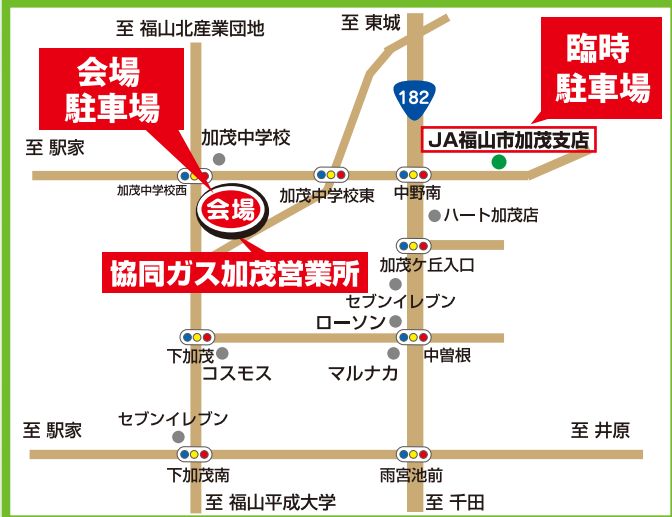 至 福山北産業団地
至 東城
臨時
駐車場
会場
駐車場
182
加茂中学校
JA福山市加茂支店
至 駅家
加茂中学校西
加茂中学校東
中野南
会場
ハート加茂店
協同ガス加茂営業所
加茂ケ丘入口
セブンイレブン
ローソン
下加茂
中曽根
コスモス
マルナカ
セブンイレブン
至 駅家
至 井原
下加茂南
雨宮池前
至 福山平成大学
至 千田